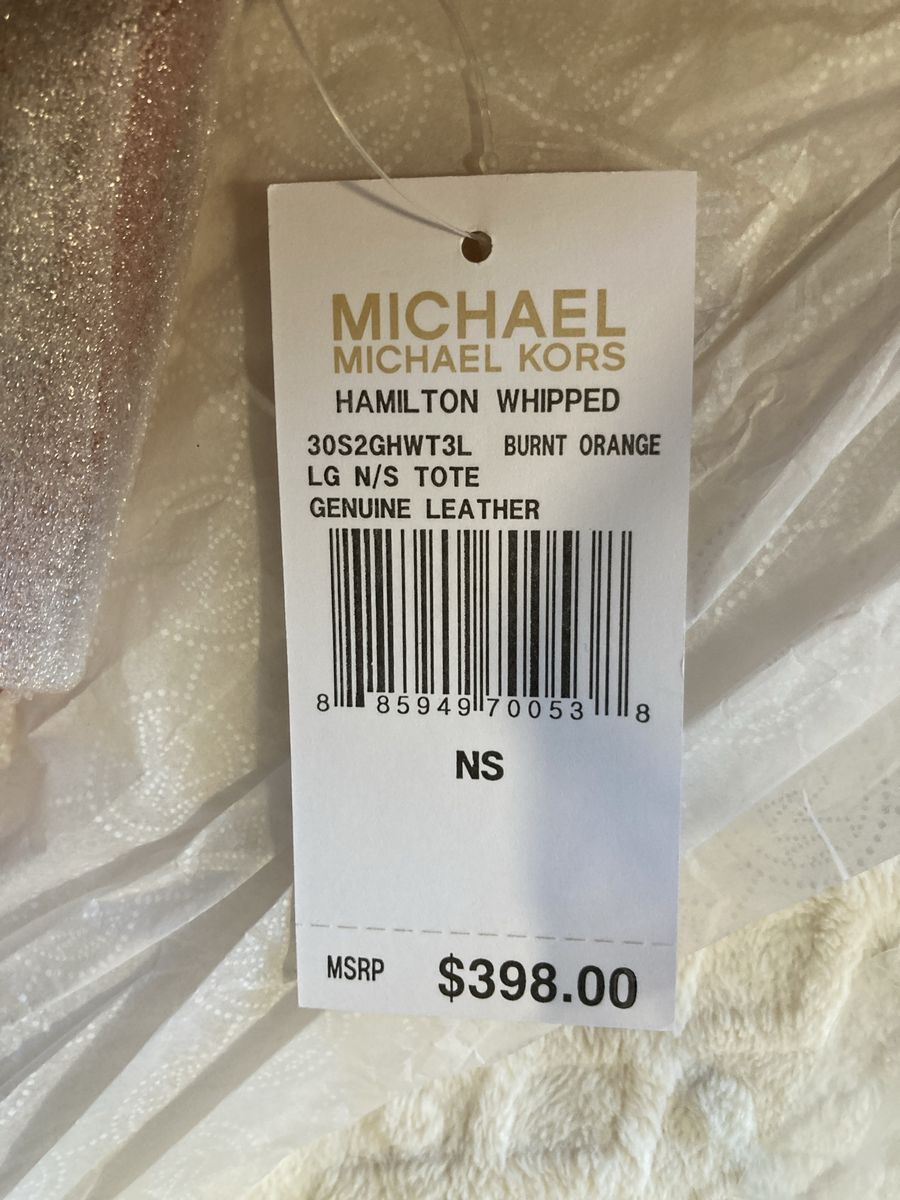 MICHAEL
MICHAEL KORS
HAMILTON WHIPPED
30S2GHWT3L BURNT ORANGE
LG N/S TOTE
GENUINE LEATHER
8 85949 70053 8
NS
MSRP $398.00